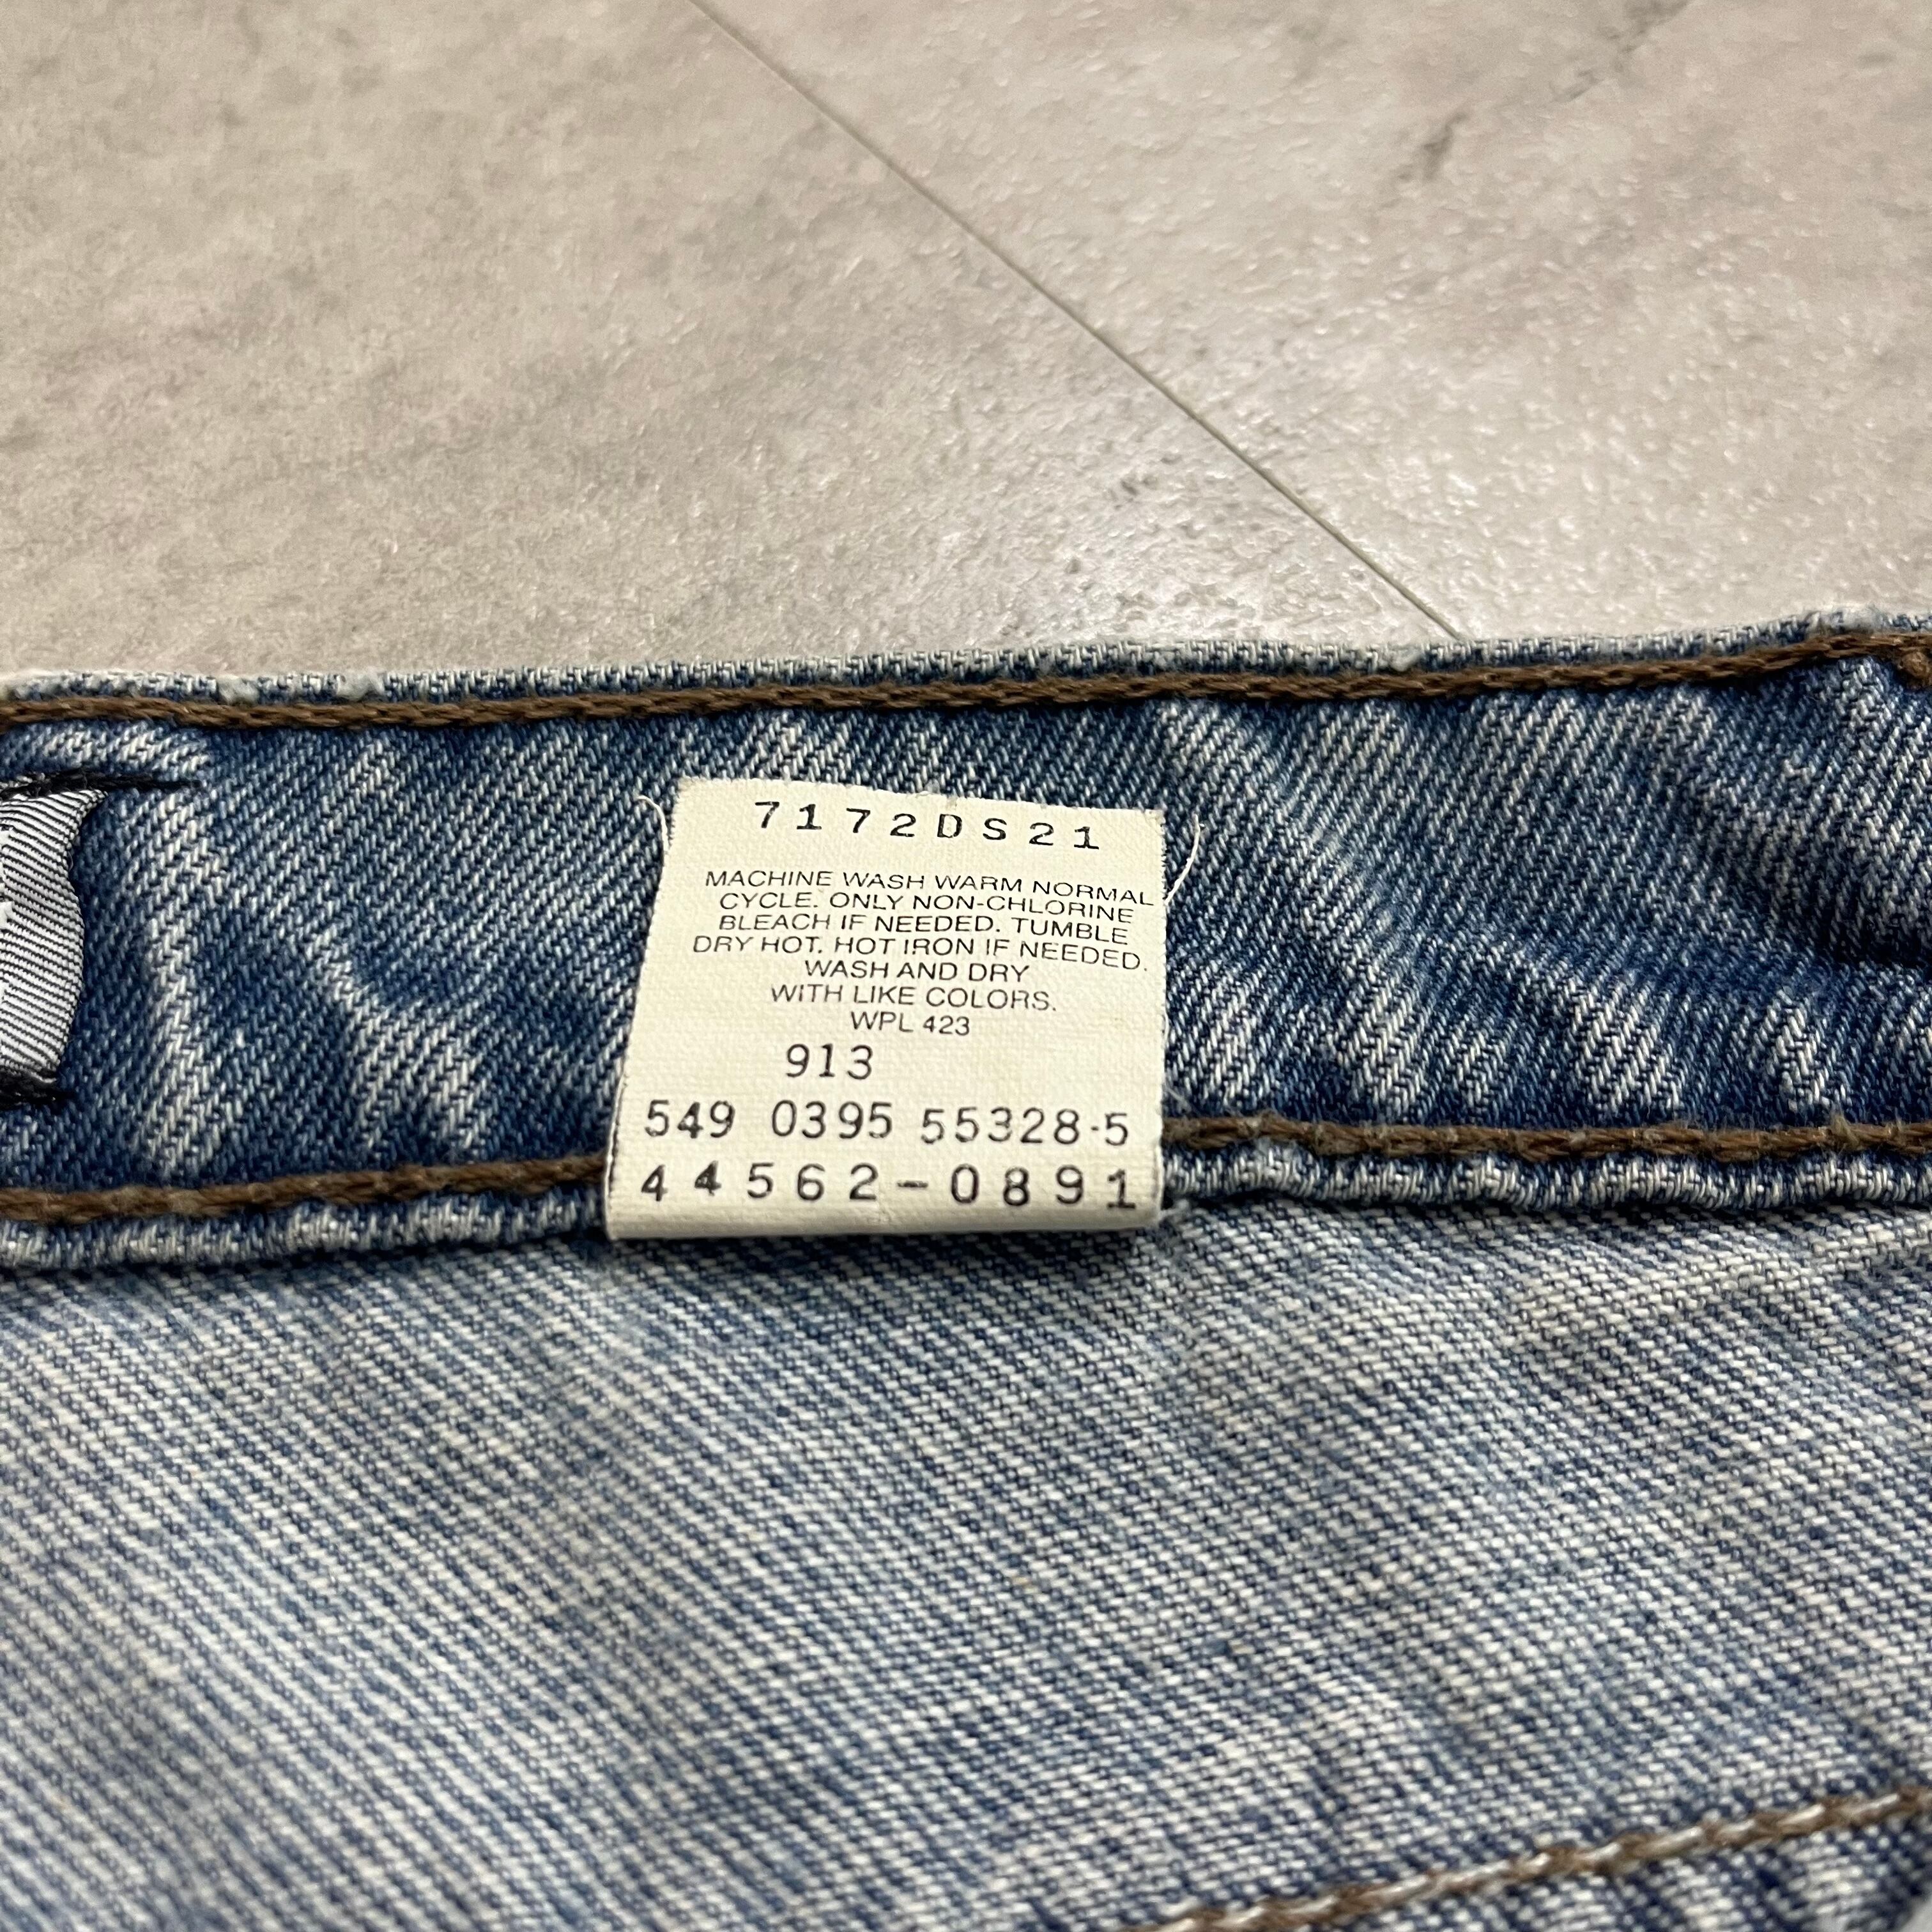 7172DS21
MACHINE WASH WARM NORMAL
CYCLE. ONLY NON-CHLORINE
BLEACH IF NEEDED. TUMBLE
DRY HOT. HOT IRON IF NEEDED.
WASH AND DRY
WITH LIKE COLORS.
WPL 423
913
549 0395 55328-5
44562-0891